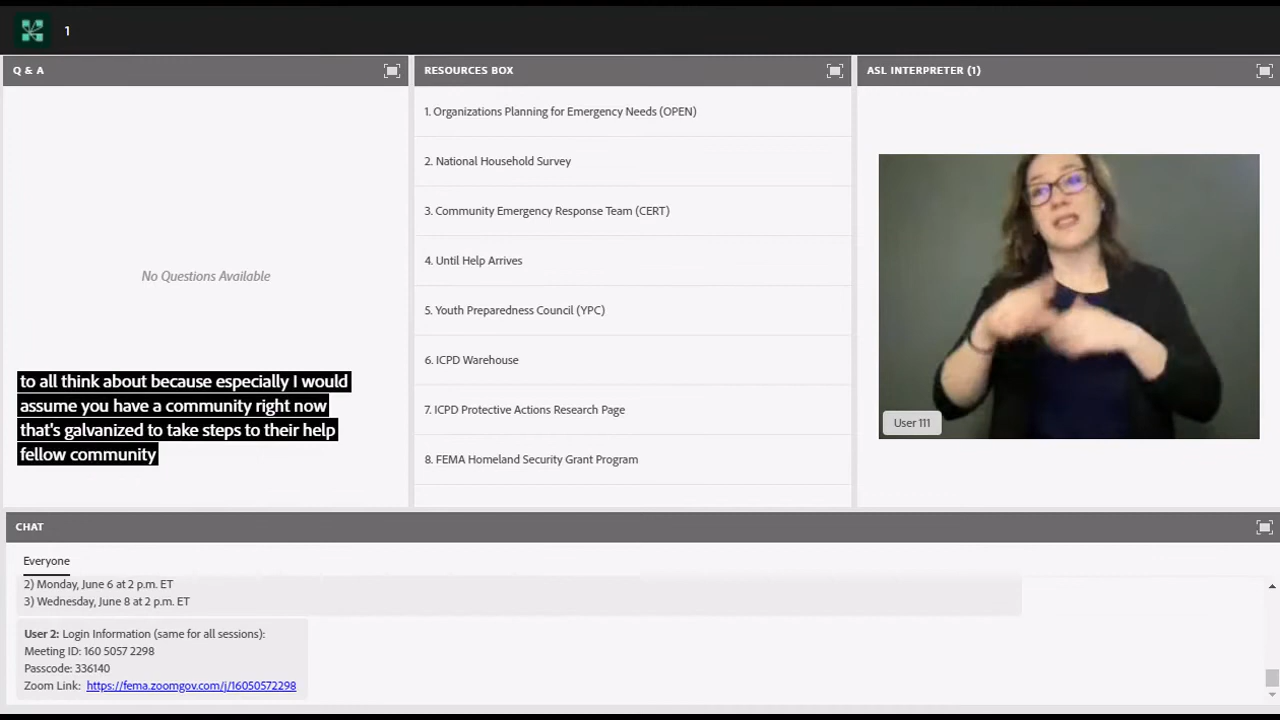 1
Q & A
No Questions Available
to all think about because especially I would
assume you have a community right now
that's galvanized to take steps to their help
fellow community
RESOURCES BOX
1. Organizations Planning for Emergency Needs (OPEN)
2. National Household Survey
3. Community Emergency Response Team (CERT)
4. Until Help Arrives
5. Youth Preparedness Council (YPC)
6. ICPD Warehouse
7. ICPD Protective Actions Research Page
8. FEMA Homeland Security Grant Program
ASL INTERPRETER (1)
User 111
CHAT
Everyone
2) Monday, June 6 at 2 p.m. ET
3) Wednesday, June 8 at 2 p.m. ET
User 2: Login Information (same for all sessions):
Meeting ID: 160 5057 2298
Passcode: 336140
Zoom Link: https://fema.zoomgov.com/j/16050572298